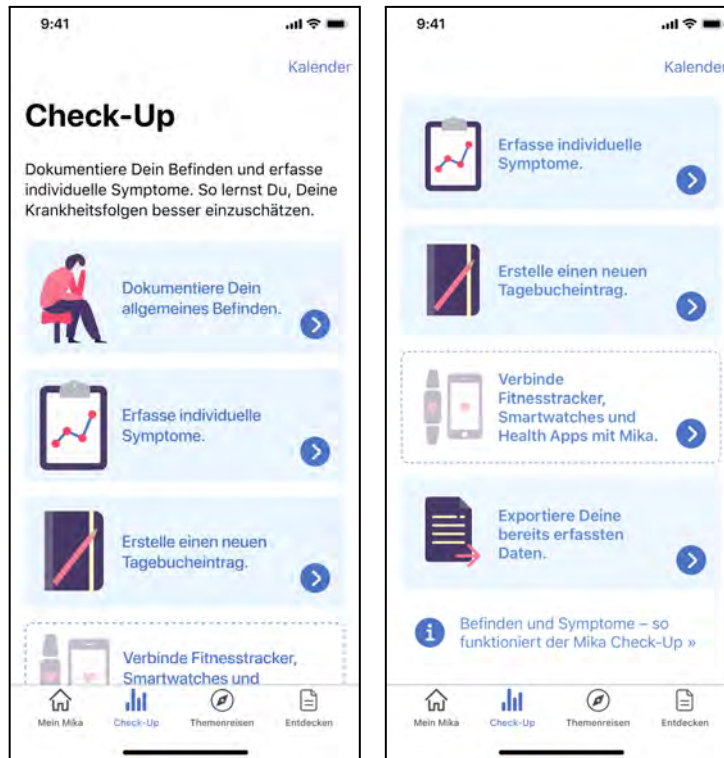 9:41
Kalender
Check-Up
Dokumentiere Dein Befinden und erfasse
individuelle Symptome. So lernst Du, Deine
Krankheitsfolgen besser einzuschätzen.
Dokumentiere Dein
allgemeines Befinden.
Erfasse individuelle
Symptome.
Erstelle einen neuen
Tagebucheintrag.
Verbinde Fitnesstracker,
Smartwatches und
Mein Mika
Check-Up
Themenreisen
Entdecken
9:41
Kalender
Erfasse individuelle
Symptome.
Erstelle einen neuen
Tagebucheintrag.
Verbinde
Fitnesstracker,
Smartwatches und
Health Apps mit Mika.
Exportiere Deine
bereits erfassten
Daten.
Befinden und Symptome – so
funktioniert der Mika Check-Up »
Mein Mika
Check-Up
Themenreisen
Entdecken